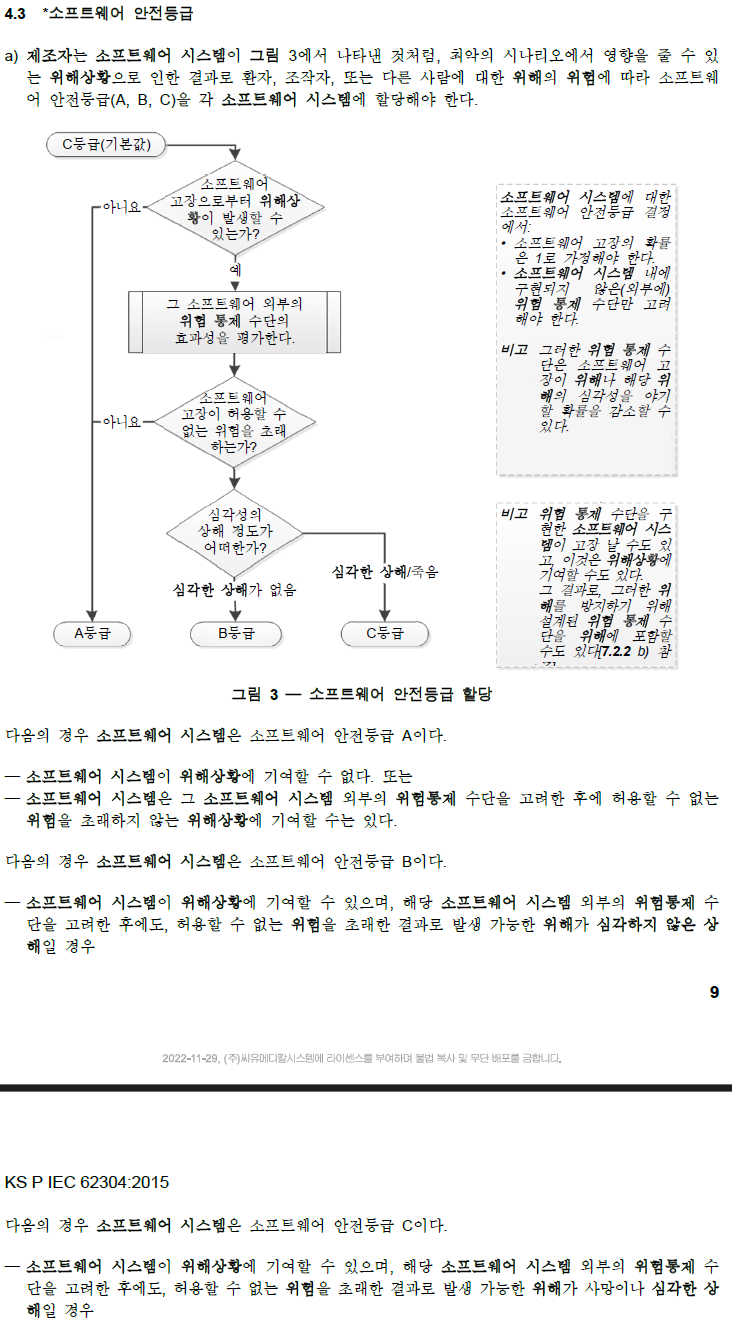 4.3 *소프트웨어 안전등급
a) 제조자는 소프트웨어 시스템이 그림 3에서 나타낸 것처럼, 최악의 시나리오에서 영향을 줄 수 있
는 위해상황으로 인한 결과로 환자, 조작자, 또는 다른 사람에 대한 위해의 위험에 따라 소프트웨
어 안전등급(A, B, C)을 각 소프트웨어 시스템에 할당해야 한다.
C등급(기본값)
소프트웨어
고장으로부터 위해상
황이 발생할 수
있는가?
아니요
예
그 소프트웨어 외부의
위험 통제 수단의
효과성을 평가한다.
소프트웨어
고장이 허용할 수
없는 위험을 초래
하는가?
아니요
심각성의
상해 정도가
어떠한가?
심각한 상해가 없음
심각한 상해/죽음
A등급
B등급
C등급
소프트웨어 시스템에 대한
소프트웨어 안전등급 결정
에서:
• 소프트웨어 고장의 확률
은 1로 가정해야 한다.
• 소프트웨어 시스템 내에
구현되지 않은(외부에)
위험 통제 수단만 고려
해야 한다.
비고 그러한 위험 통제 수
단은 소프트웨어 고
장이 위해나 해당 위
해의 심각성을 야기
할 확률을 감소할 수
있다.
비고 위험 통제 수단을 구
현한 소프트웨어 시스
템이 고장 날 수도 있
고, 이것은 위해상황에
기여할 수도 있다.
그 결과로, 그러한 위
해를 방지하기 위해
설계된 위험 통제 수
단을 위해에 포함할
수도 있다[7.2.2 b) 참
그림 3 — 소프트웨어 안전등급 할당
다음의 경우 소프트웨어 시스템은 소프트웨어 안전등급 A이다.
— 소프트웨어 시스템이 위해상황에 기여할 수 없다. 또는
— 소프트웨어 시스템은 그 소프트웨어 시스템 외부의 위험통제 수단을 고려한 후에 허용할 수 없는
위험을 초래하지 않는 위해상황에 기여할 수는 있다.
다음의 경우 소프트웨어 시스템은 소프트웨어 안전등급 B이다.
— 소프트웨어 시스템이 위해상황에 기여할 수 있으며, 해당 소프트웨어 시스템 외부의 위험통제 수
단을 고려한 후에도, 허용할 수 없는 위험을 초래한 결과로 발생 가능한 위해가 심각하지 않은 상
해일 경우
9
2022-11-29, (주)씨유메디칼시스템에 라이센스를 부여하며 불법 복사 및 무단 배포를 금합니다.
KS P IEC 62304:2015
다음의 경우 소프트웨어 시스템은 소프트웨어 안전등급 C이다.
— 소프트웨어 시스템이 위해상황에 기여할 수 있으며, 해당 소프트웨어 시스템 외부의 위험통제 수
단을 고려한 후에도, 허용할 수 없는 위험을 초래한 결과로 발생 가능한 위해가 사망이나 심각한 상
해일 경우